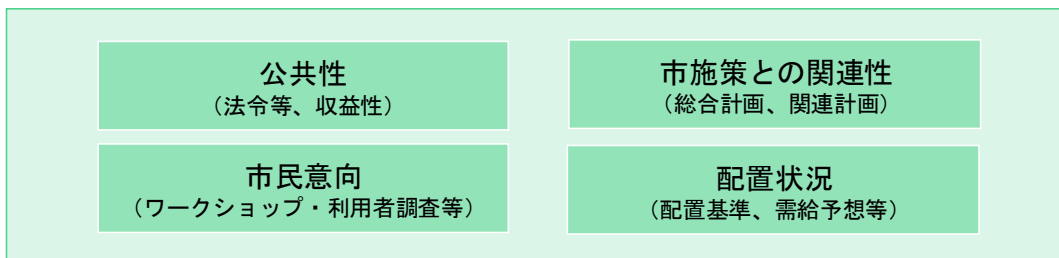 公共性
（法令等、収益性）
市施策との関連性
（総合計画、関連計画）
市民意向
（ワークショップ・利用者調査等）
配置状況
（配置基準、需給予想等）